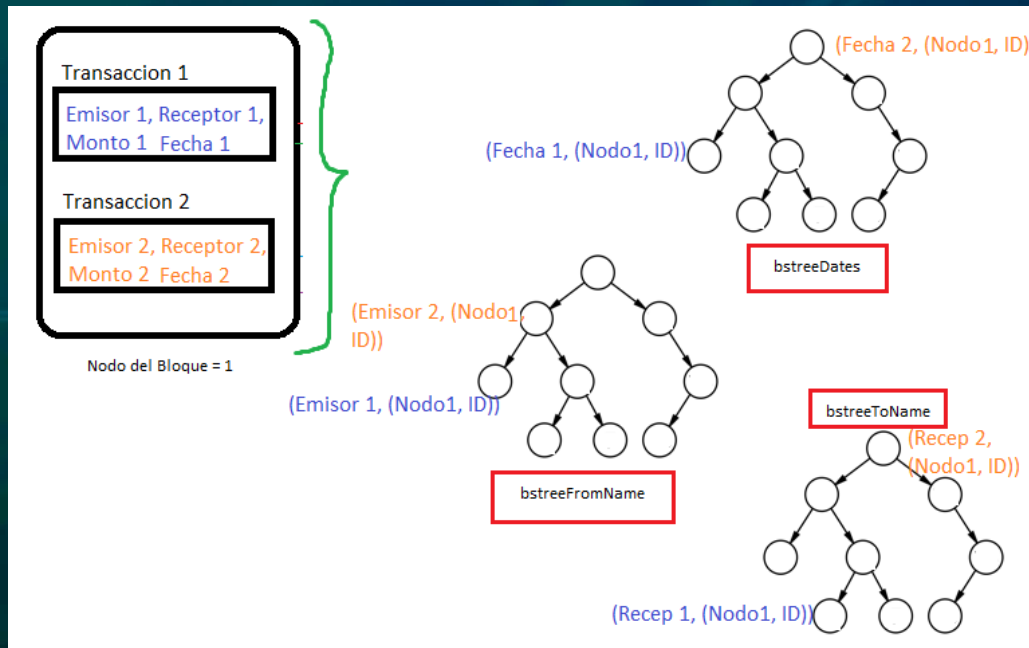 Transaccion 1
Emisor 1, Receptor 1,
Monto 1 Fecha 1
Transaccion 2
Emisor 2, Receptor 2,
Monto 2 Fecha 2
Nodo del Bloque = 1
(Fecha 2, (Nodo1, ID)
(Fecha 1, (Nodo1, ID))
bstreeDates
(Emisor 2, (Nodo1,
ID))
(Emisor 1, (Nodo1, ID))
bstreeFromName
bstreeToName
(Recep 2,
(Nodo1, ID))
(Recep 1, (Nodo1, ID))